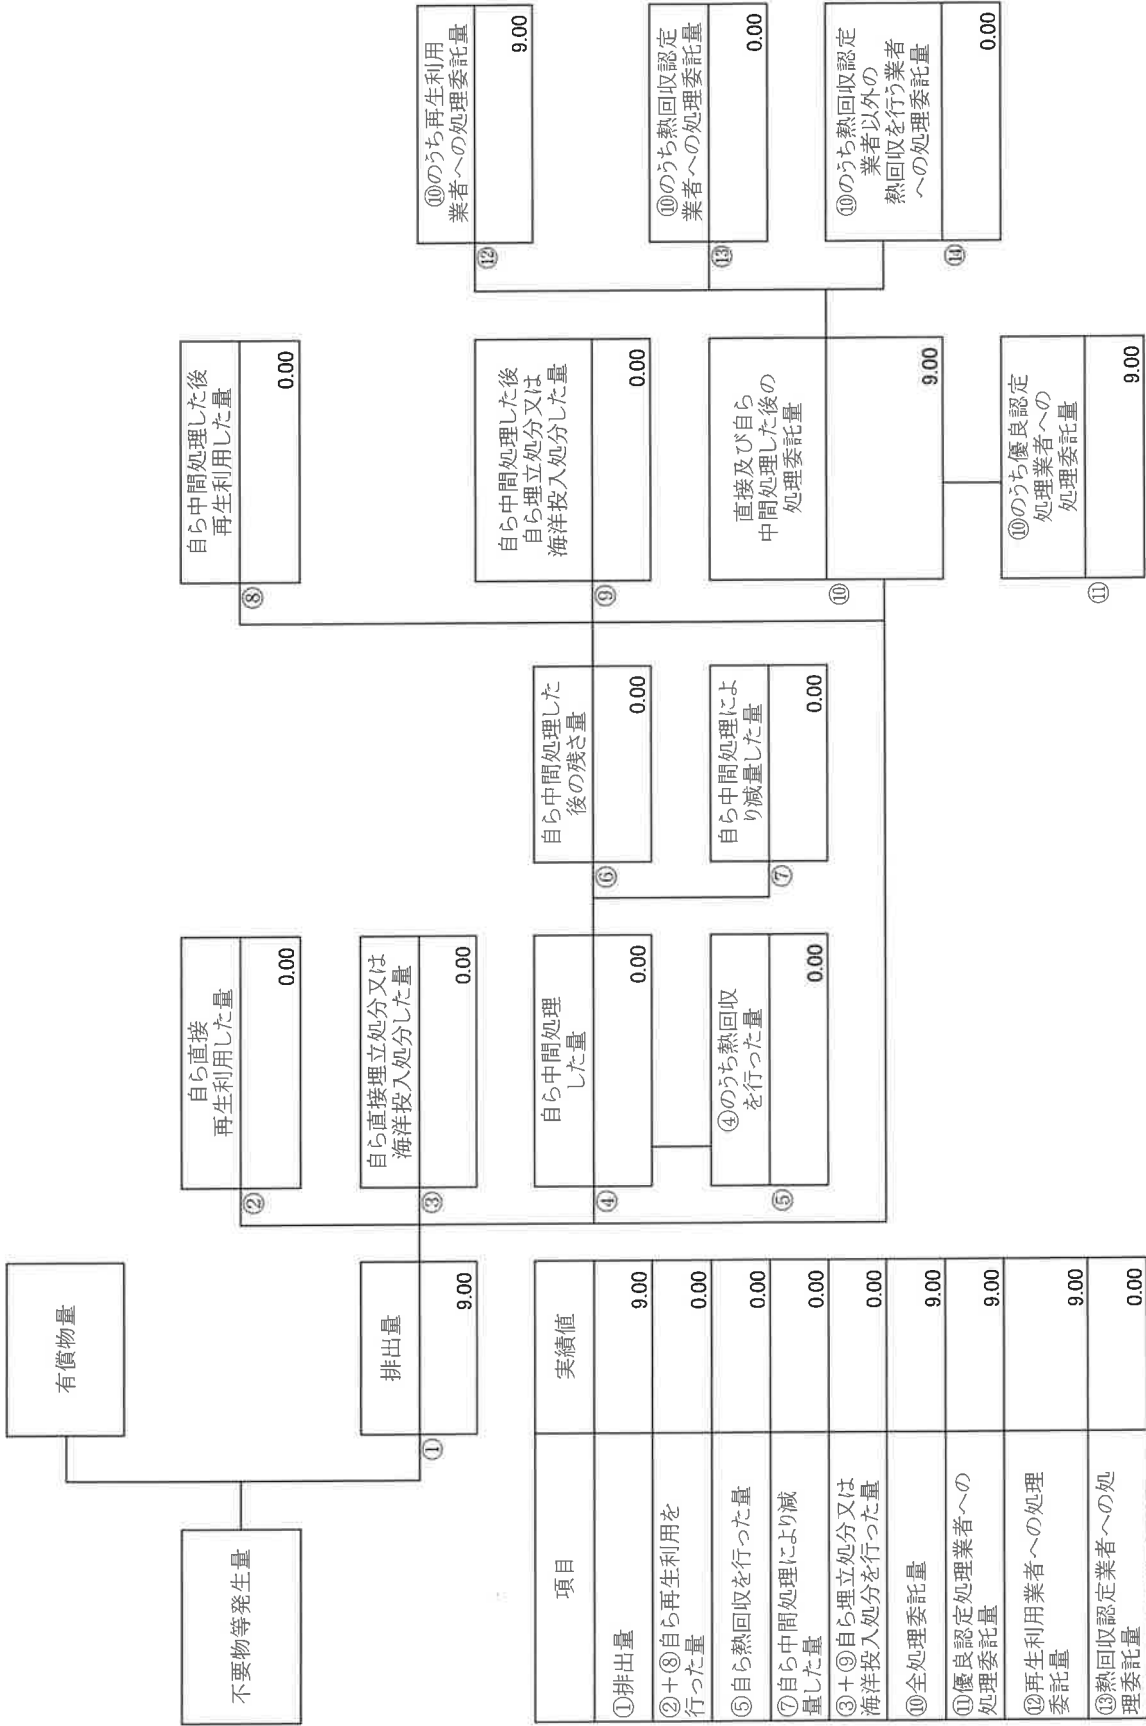 不要物等発生量
有償物量
①
排出量
9.00
②
自ら直接
再生利用した量
0.00
③
自ら直接埋立処分又は
海洋投入処分した量
0.00
④
自ら中間処理
した量
0.00
⑤
④のうち熱回収
を行った量
0.00
⑥
自ら中間処理した
後の残さ量
0.00
⑦
自ら中間処理によ
り減量した量
0.00
⑧
自ら中間処理した後
再生利用した量
0.00
⑨
自ら中間処理した後
自ら埋立処分又は
海洋投入処分した量
0.00
⑩
直接及び自ら
中間処理した後の
処理委託量
9.00
⑪
⑩のうち優良認定
処理業者への
処理委託量
9.00
⑫
⑩のうち再生利用
業者への処理委託量
9.00
⑬
⑩のうち熱回収認定
業者への処理委託量
0.00
⑭
⑩のうち熱回収認定
業者以外の
熱回収を行う業者
への処理委託量
0.00
項目
実績値
①排出量
9.00
②+⑧自ら再生利用を
行った量
0.00
⑤自ら熱回収を行った量
0.00
⑦自ら中間処理により減
量した量
0.00
③+⑨自ら埋立処分又は
海洋投入処分を行った量
0.00
⑩全処理委託量
9.00
⑪優良認定処理業者への
処理委託量
9.00
⑫再生利用業者への処理
委託量
9.00
⑬熱回収認定業者への処
理委託量
0.00